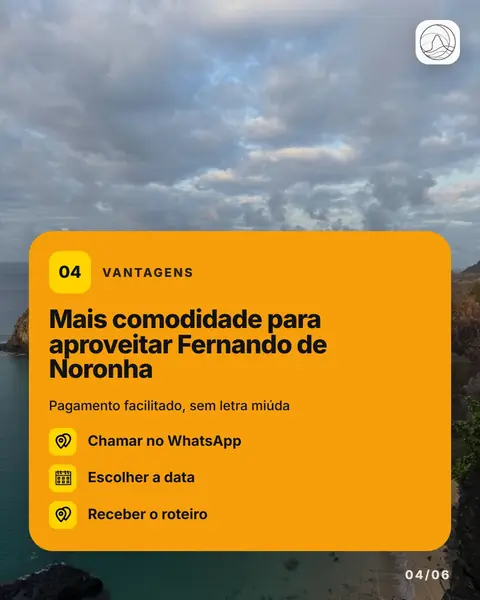 04 VANTAGENS
Mais comodidade para
aproveitar Fernando de
Noronha
Pagamento facilitado, sem letra miúda
Chamar no WhatsApp
Escolher a data
Receber o roteiro
04/06